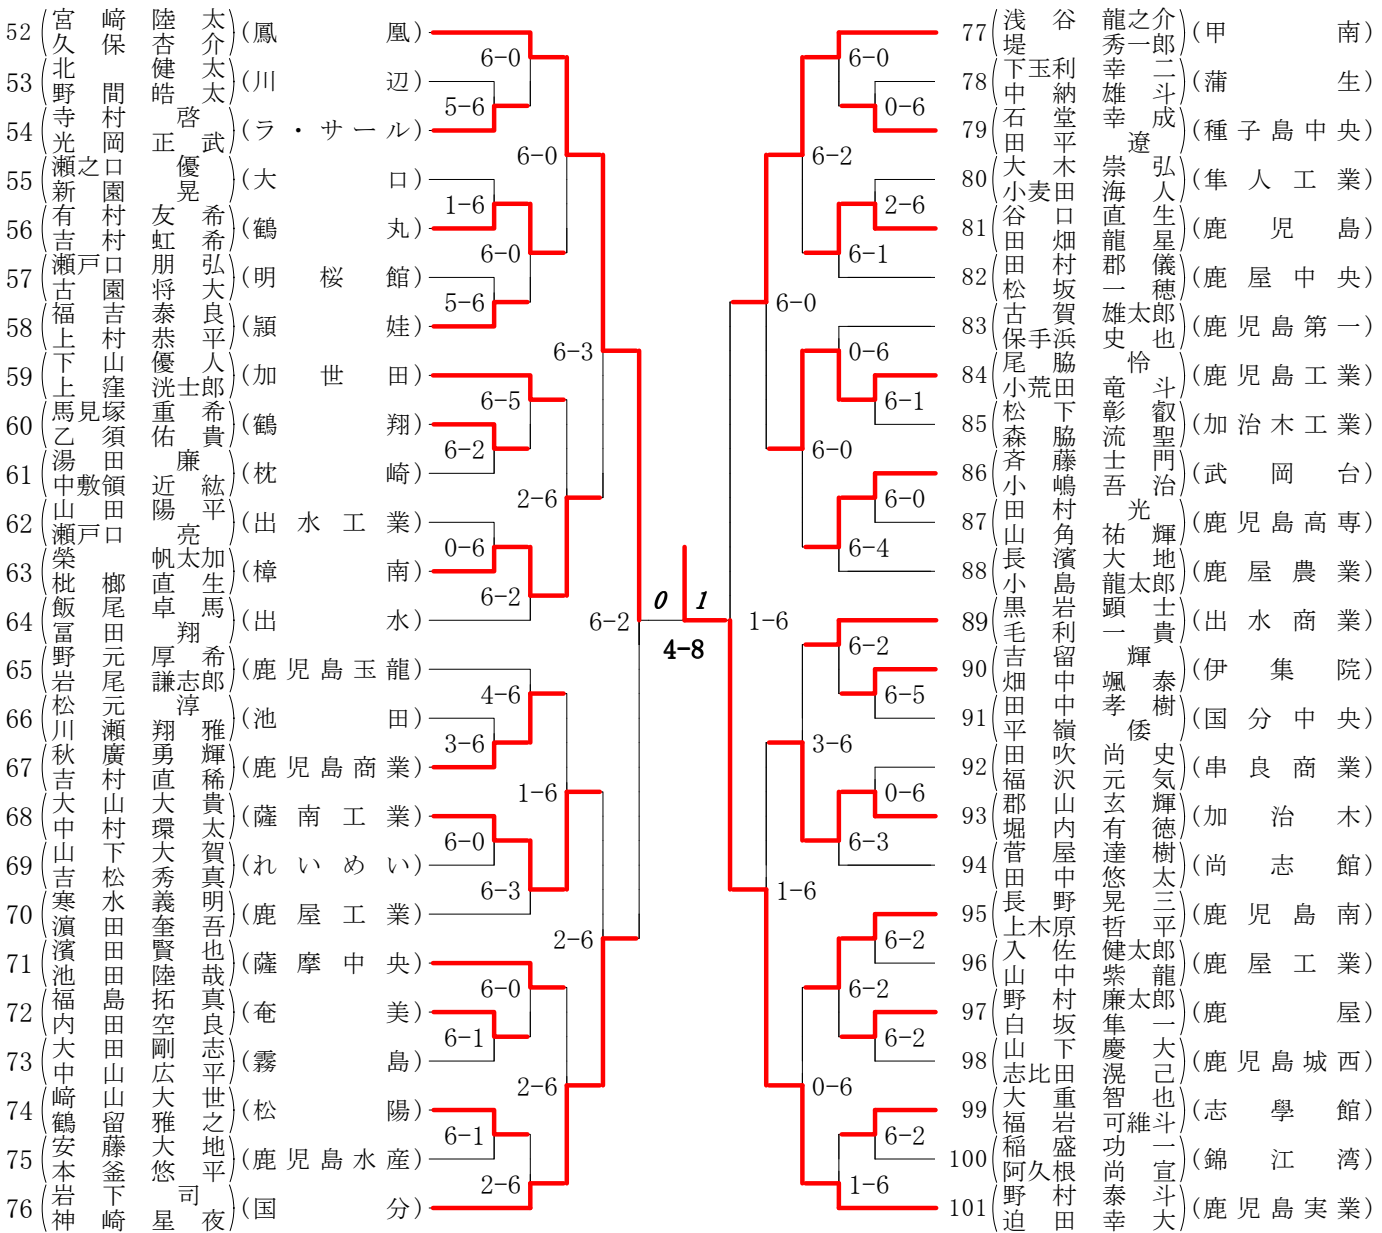 52 宮﨑陸太 久保杏介 (鳳凰)
53 北健太 野間皓太 (川辺)
54 寺村啓 光岡正武 (ラ・サール)
55 瀬之口優 新園晃 (大口)
56 有村友希 吉村虹希 (鶴丸)
57 瀬戸口朋弘 古園将大 (明桜館)
58 福吉泰良 上村恭平 (頴娃)
59 下山優人 上窪洸士郎 (加世田)
60 馬見塚重希 乙須佑貴 (鶴翔)
61 湯田廉 中敷領近紘 (枕崎)
62 山田陽平 瀬戸口亮 (出水工業)
63 榮帆太加 枇榔直生 (樟南)
64 飯尾卓馬 冨田翔 (出水)
65 野元厚希 岩尾謙志郎 (鹿児島玉龍)
66 松元淳 川瀬翔雅 (池田)
67 秋廣勇輝 吉村直稀 (鹿児島商業)
68 大山大貴 中村環太 (薩南工業)
69 山下大賀 吉松秀真 (れいめい)
70 寒水義明 濵田奎吾 (鹿屋工業)
71 濱田賢也 池田陸哉 (薩摩中央)
72 福島拓真 内田空良 (奄美)
73 大田剛志 中山広平 (霧島)
74 﨑山大世 鶴留雅之 (松陽)
75 安藤大地 本釜悠平 (鹿児島水産)
76 岩下司 神崎星夜 (国分)
6-0
5-6
6-0
1-6
6-0
5-6
6-3
6-5
6-2
2-6
0-6
6-2
6-2
4-6
3-6
1-6
6-0
6-3
2-6
6-0
6-1
2-6
6-1
2-6
0 1
4-8
77 浅谷龍之介 堤秀一郎 (甲南)
78 下玉利幸二 中納雄斗 (蒲生)
79 石堂幸成 田平遼 (種子島中央)
80 大木崇弘 小麦田海人 (隼人工業)
81 谷口直生 田畑龍星 (鹿児島)
82 田村郡儀 松坂一穂 (鹿屋中央)
83 古賀雄太郎 保手浜史也 (鹿児島第一)
84 尾脇怜 小荒田竜斗 (鹿児島工業)
85 松下彰叡 森脇流聖 (加治木工業)
86 斉藤士門 小嶋吾治 (武岡台)
87 田村光 山角祐輝 (鹿児島高専)
88 長濱大地 小島龍太郎 (鹿屋農業)
89 黒岩顕士 毛利一貴 (出水商業)
90 吉留輝 畑中颯泰 (伊集院)
91 田中孝樹 平嶺倭 (国分中央)
92 田吹尚史 福沢元気 (串良商業)
93 郡山玄輝 堀内有徳 (加治木)
94 菅屋達樹 田中悠太 (尚志館)
95 長野晃三 上木原哲平 (鹿児島南)
96 入佐健太郎 山中紫龍 (鹿屋工業)
97 野村廉太郎 白坂隼一 (鹿屋)
98 山下慶大 志比田滉己 (鹿児島城西)
99 大重智也 福岩可維斗 (志學館)
100 稲盛功一 阿久根尚宣 (錦江湾)
101 野村泰斗 迫田幸大 (鹿児島実業)
6-0
0-6
6-2
2-6
6-1
6-0
0-6
6-1
6-0
6-0
6-4
1-6
6-2
6-5
3-6
0-6
6-3
1-6
6-2
6-2
6-2
0-6
6-2
1-6